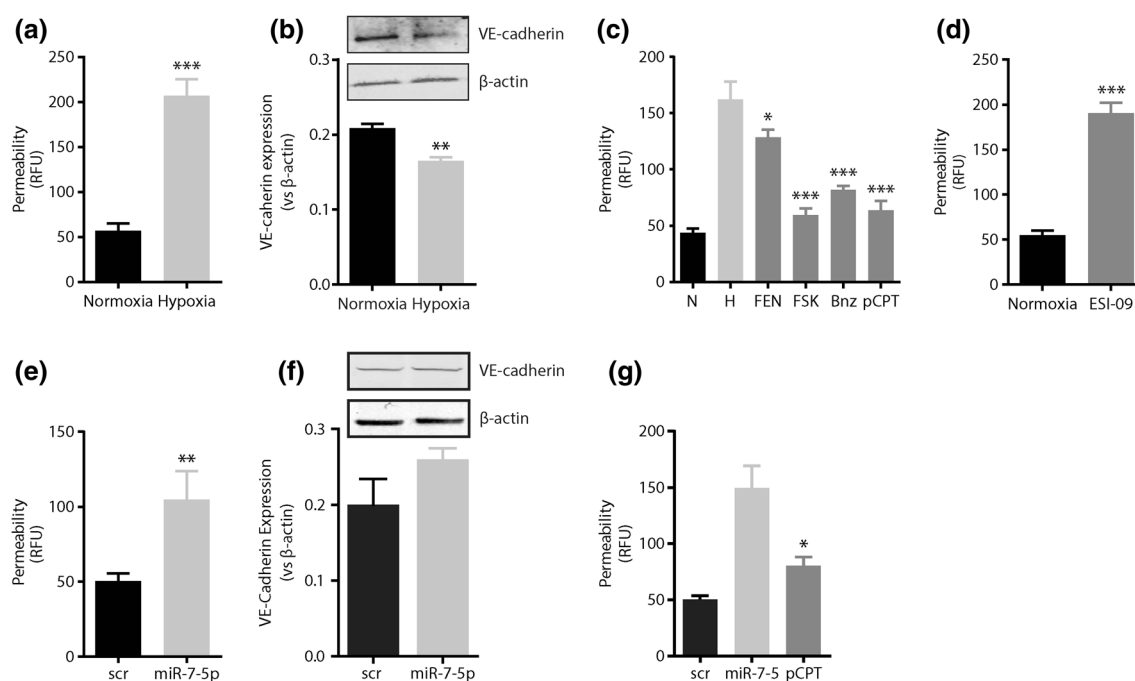 (a)
250
200
150
100
50
0
Permeability
(RFU)
***
Normoxia Hypoxia
(b)
VE-cadherin
β-actin
0.3
0.2
0.1
0.0
VE-caherin expression
(vs β-actin)
**
Normoxia Hypoxia
(c)
200
150
100
50
0
Permeability
(RFU)
*
***
***
***
N H FEN FSK Bnz pCPT
(d)
250
200
150
100
50
0
Permeability
(RFU)
***
Normoxia ESI-09
(e)
150
100
50
0
Permeability
(RFU)
**
scr miR-7-5p
(f)
VE-cadherin
β-actin
0.3
0.2
0.1
0.0
VE-Cadherin Expression
(vs β-actin)
scr miR-7-5p
(g)
200
150
100
50
0
Permeability
(RFU)
*
scr miR-7-5 pCPT